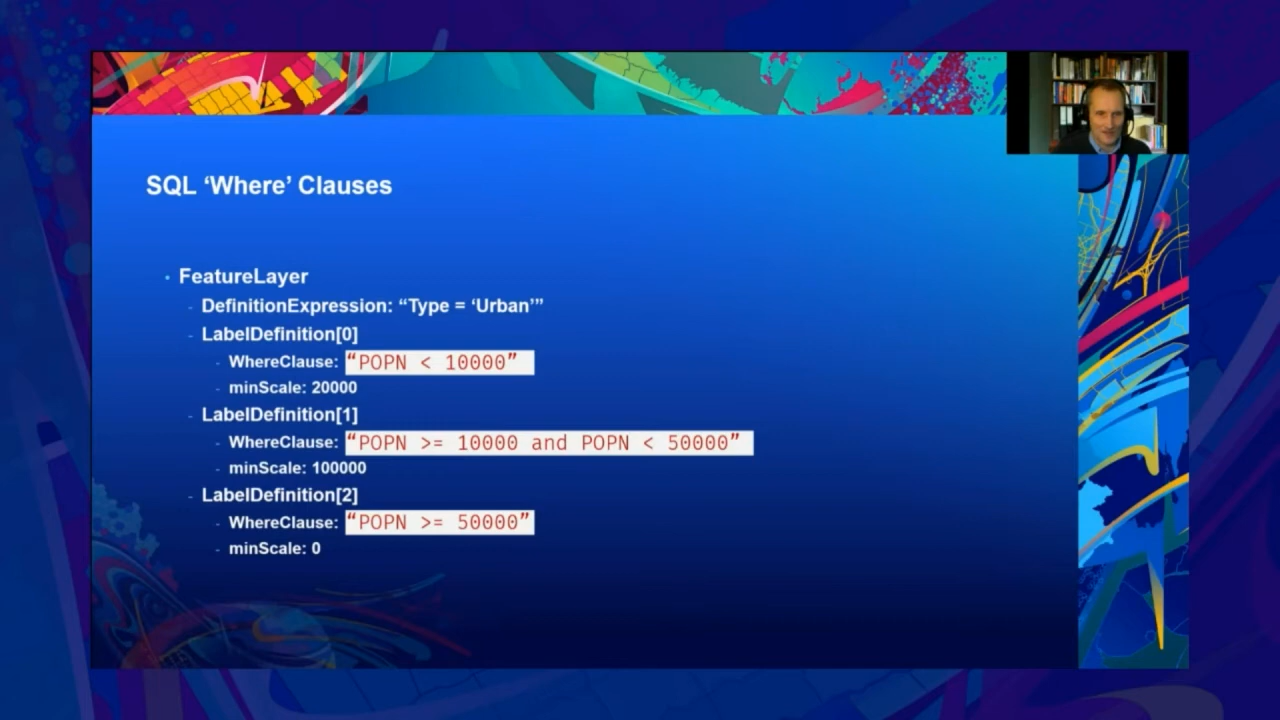 SQL ‘Where’ Clauses
• FeatureLayer
- DefinitionExpression: “Type = ‘Urban’”
- LabelDefinition[0]
- WhereClause: “POPN < 10000”
- minScale: 20000
- LabelDefinition[1]
- WhereClause: “POPN >= 10000 and POPN < 50000”
- minScale: 100000
- LabelDefinition[2]
- WhereClause: “POPN >= 50000”
- minScale: 0